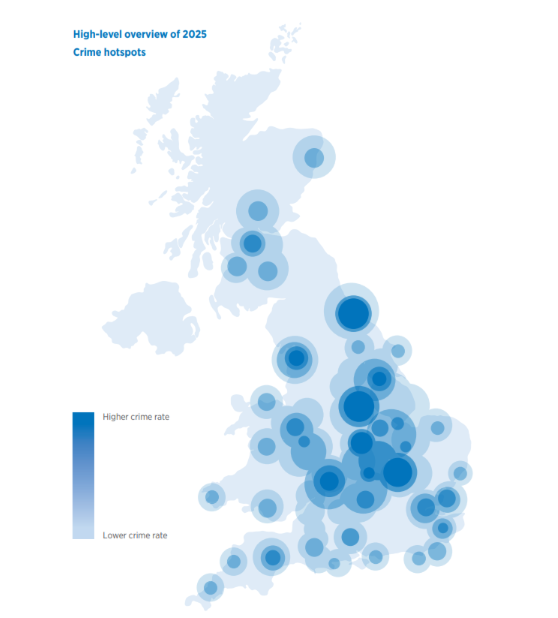 High-level overview of 2025
Crime hotspots
Higher crime rate
Lower crime rate